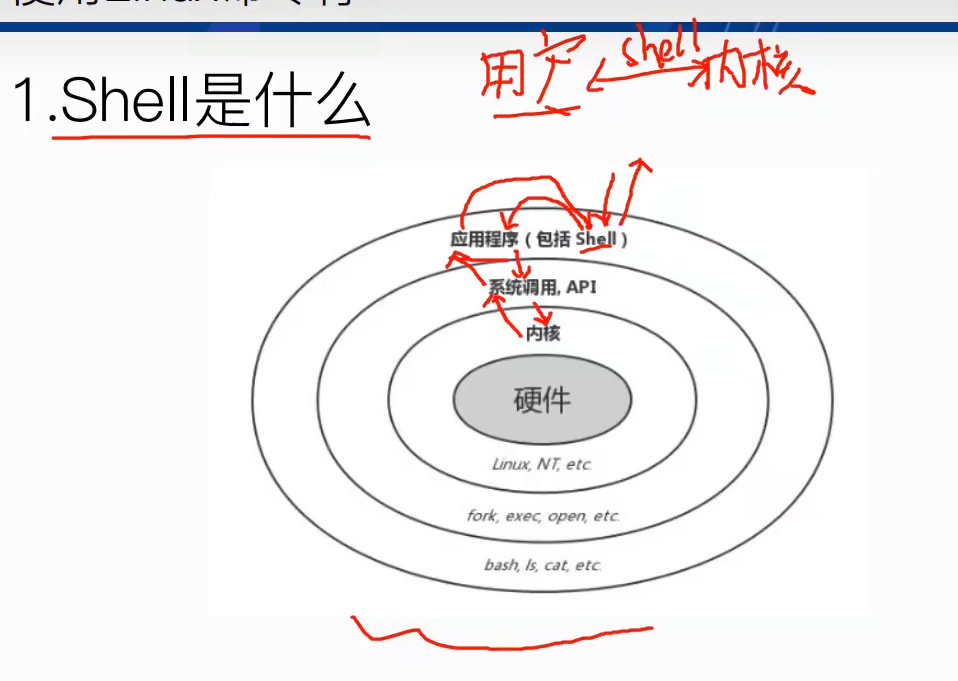 用户 shell 内核
1.Shell是什么
应用程序（包括 Shell）
系统调用, API
内核
硬件
Linux, NT, etc.
fork, exec, open, etc.
bash, ls, cat, etc.